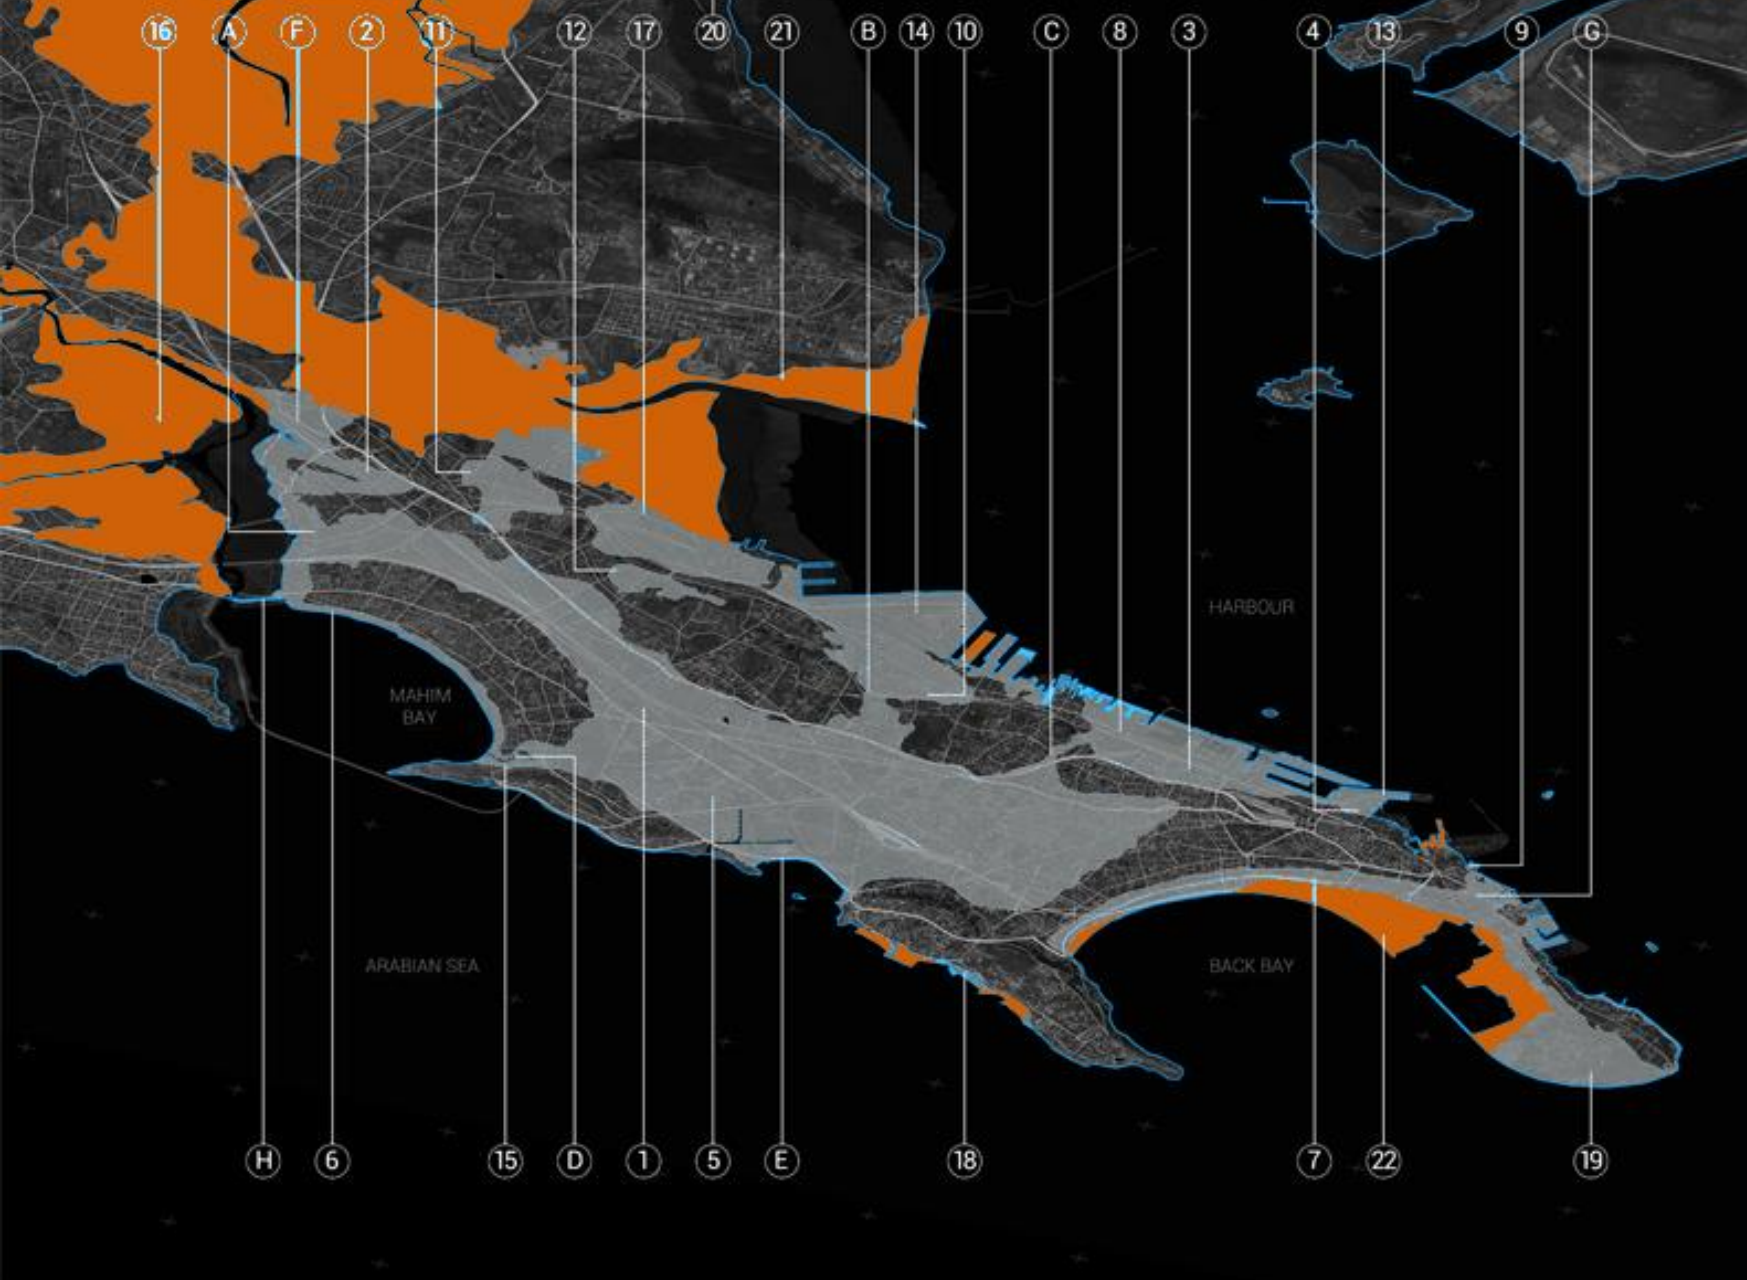 16 A F 2 11 12 17 20 21 B 14 10 C 8 3 4 13 9 G
HARBOUR
MAHIM
BAY
ARABIAN SEA
BACK BAY
H 6 15 D 1 5 E 18 7 22 19